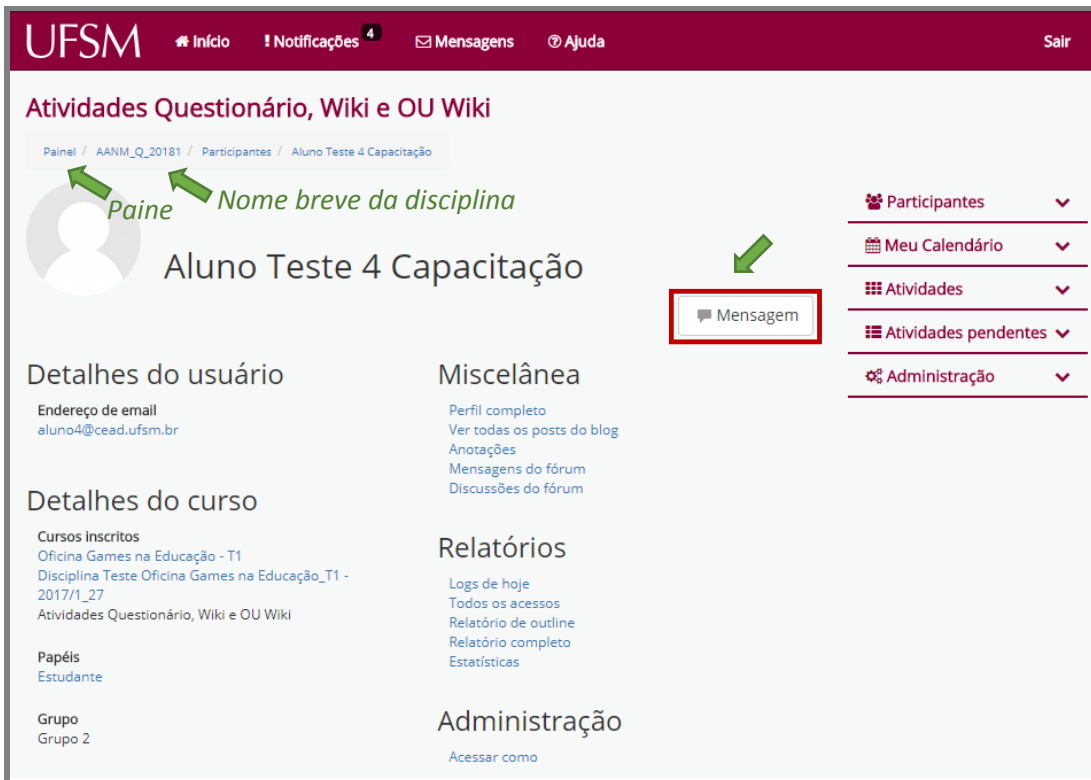 UFSM Início Notificações 4 Mensagens Ajuda Sair
Atividades Questionário, Wiki e OU Wiki
Painel / AANM_Q_20181 / Participantes / Aluno Teste 4 Capacitação
Paine Nome breve da disciplina
Aluno Teste 4 Capacitação
Mensagem
Participantes
Meu Calendário
Atividades
Atividades pendentes
Administração
Detalhes do usuário
Endereço de email
aluno4@cead.ufsm.br
Detalhes do curso
Cursos inscritos
Oficina Games na Educação - T1
Disciplina Teste Oficina Games na Educação_T1 -
2017/1_27
Atividades Questionário, Wiki e OU Wiki
Papéis
Estudante
Grupo
Grupo 2
Miscelânea
Perfil completo
Ver todas os posts do blog
Anotações
Mensagens do fórum
Discussões do fórum
Relatórios
Logs de hoje
Todos os acessos
Relatório de outline
Relatório completo
Estatísticas
Administração
Acessar como